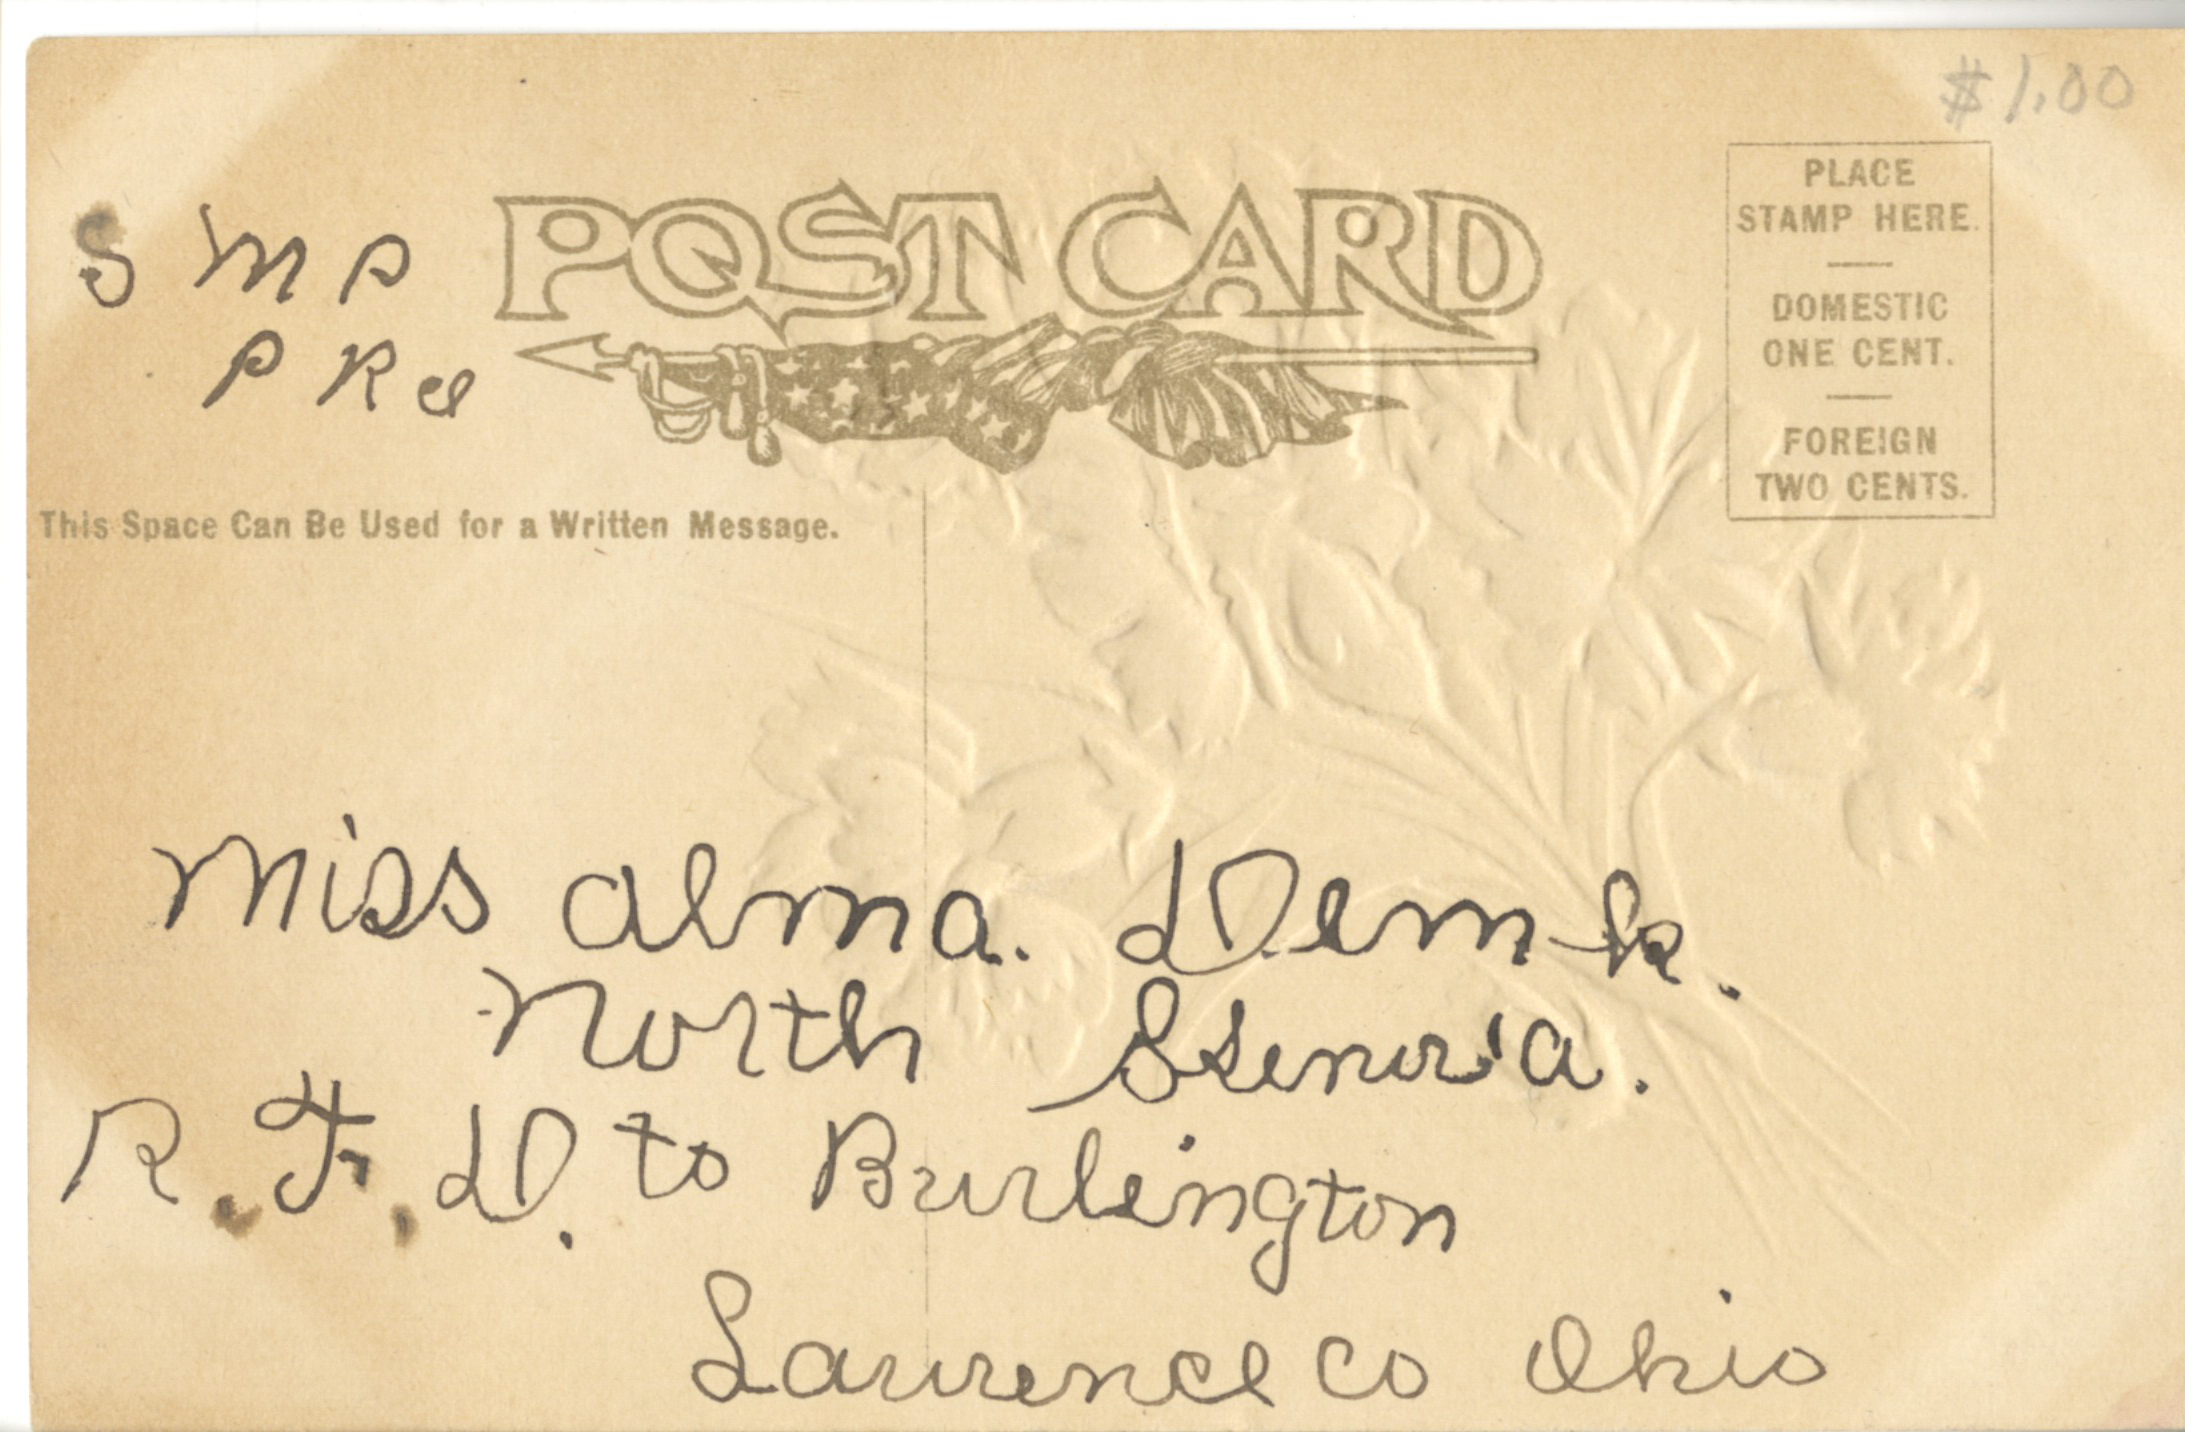 $1.00
POST CARD
S M P
P R
PLACE
STAMP HERE.
DOMESTIC
ONE CENT.
FOREIGN
TWO CENTS.
This Space Can Be Used for a Written Message.
Miss Alma. Demk.
North
R. F. D. to Burlington
Lawrence Co Ohio